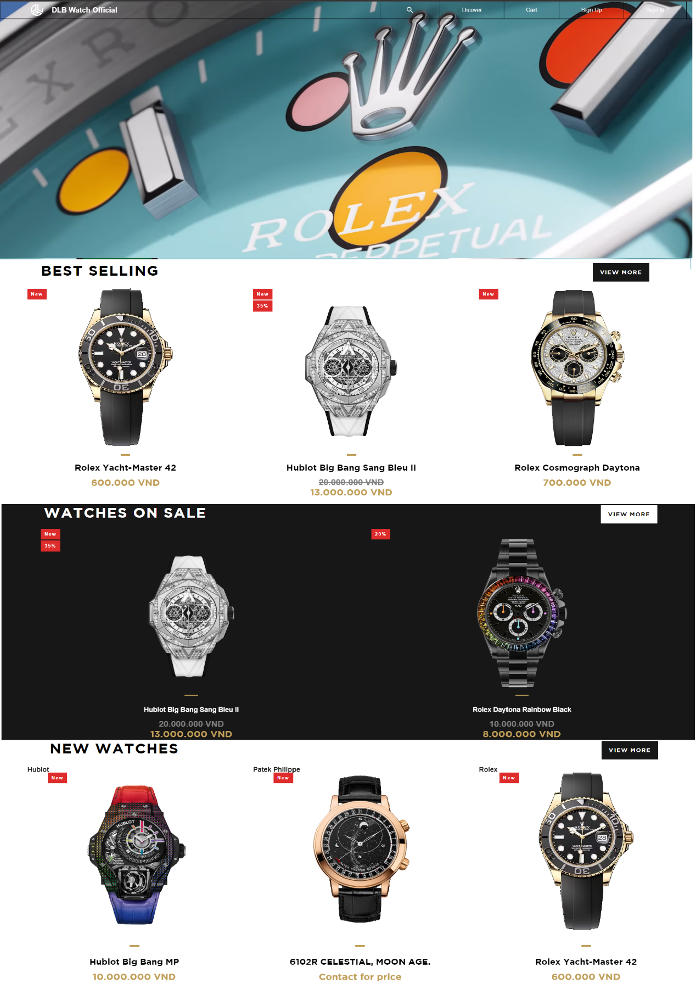 DLB Watch Official
Dicover
Cart
Sign Up
Sign In
EXRO
ROLEX
PERPETUAL
BEST SELLING
VIEW MORE
New
New
35%
New
Rolex Yacht-Master 42
600.000 VND
Hublot Big Bang Sang Bleu II
20.000.000 VND
13.000.000 VND
Rolex Cosmograph Daytona
700.000 VND
WATCHES ON SALE
VIEW MORE
New
35%
20%
Hublot Big Bang Sang Bleu II
20.000.000 VND
13.000.000 VND
Rolex Daytona Rainbow Black
10.000.000 VND
8.000.000 VND
NEW WATCHES
VIEW MORE
Hublot
New
Patek Philippe
New
Rolex
New
HUBLOT
Hublot Big Bang MP
10.000.000 VND
6102R CELESTIAL, MOON AGE.
Contact for price
Rolex Yacht-Master 42
600.000 VND